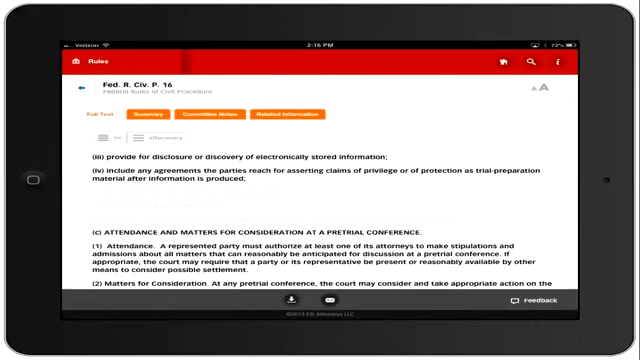 Verizon 2:16 PM 72%
Rules
Fed. R. Civ. P. 16
Federal Rules of Civil Procedure
A A
Full Text Summary Committee Notes Related Information
All eDiscovery
(iii) provide for disclosure or discovery of electronically stored information;
(iv) include any agreements the parties reach for asserting claims of privilege or of protection as trial-preparation
material after information is produced;
(c) ATTENDANCE AND MATTERS FOR CONSIDERATION AT A PRETRIAL CONFERENCE.
(1) Attendance. A represented party must authorize at least one of its attorneys to make stipulations and
admissions about all matters that can reasonably be anticipated for discussion at a pretrial conference. If
appropriate, the court may require that a party or its representative be present or reasonably available by other
means to consider possible settlement.
(2) Matters for Consideration. At any pretrial conference, the court may consider and take appropriate action on the
Feedback
©2013 ESI Attorneys LLC